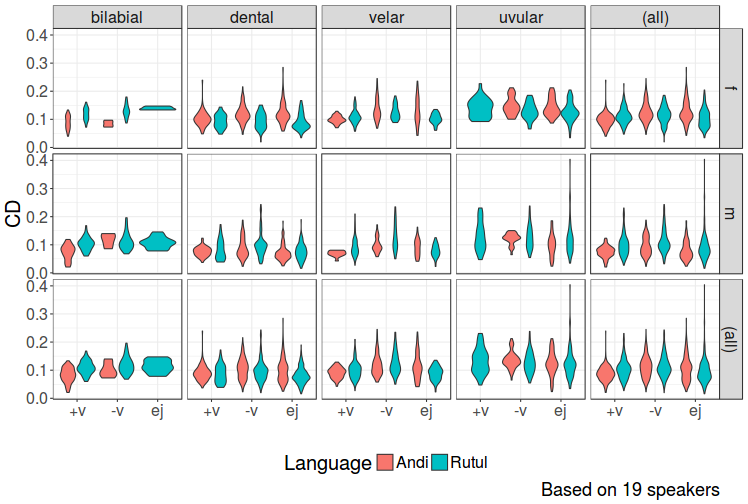 bilabial dental velar uvular (all)
0.4
0.3
0.2
0.1
0.0
f
0.4
0.3
0.2
0.1
0.0
m
0.4
0.3
0.2
0.1
0.0
(all)
CD
+v -v ej +v -v ej +v -v ej +v -v ej +v -v ej
Language Andi Rutul
Based on 19 speakers